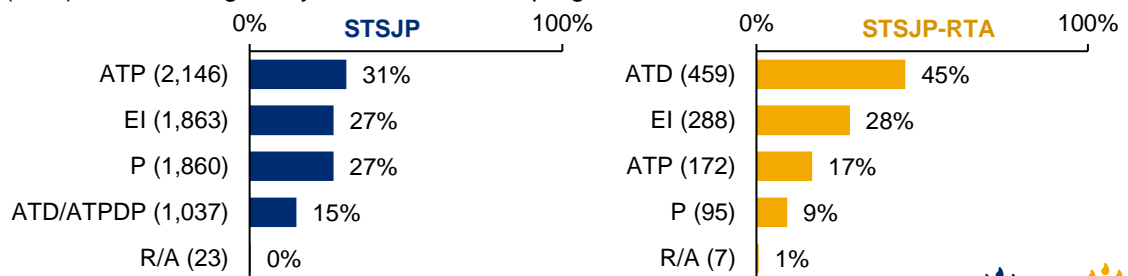 0% STSJP 100%
ATP (2,146) 31%
EI (1,863) 27%
P (1,860) 27%
ATD/ATPDP (1,037) 15%
R/A (23) 0%
0% STSJP-RTA 100%
ATD (459) 45%
EI (288) 28%
ATP (172) 17%
P (95) 9%
R/A (7) 1%